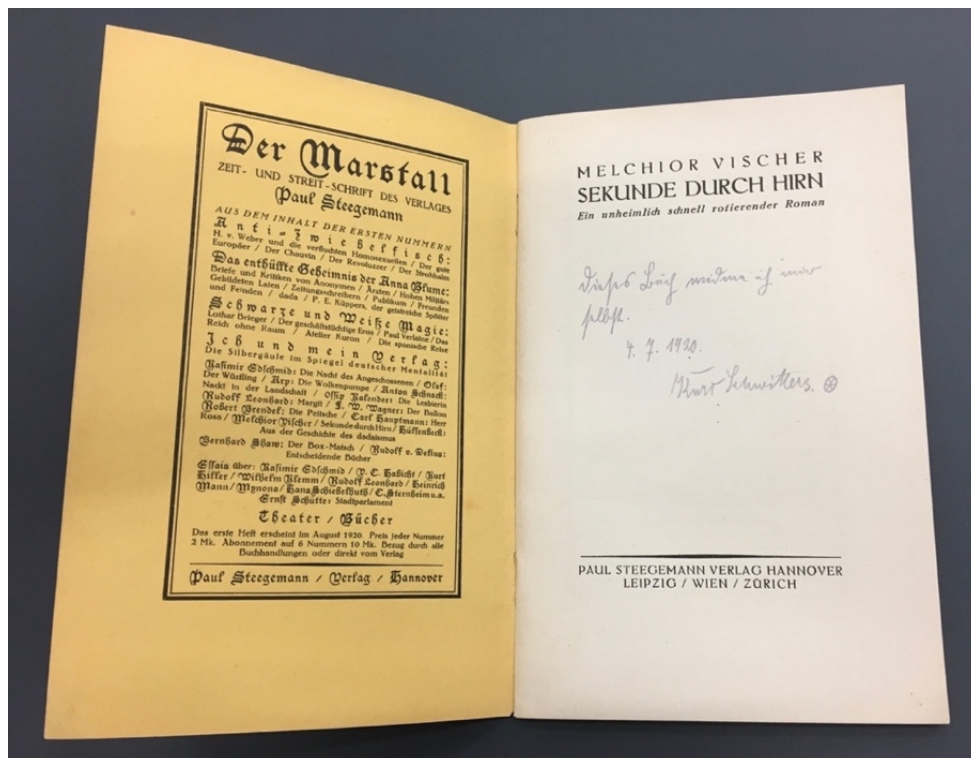 Der Marstall
ZEIT- UND STREIT-SCHRIFT DES VERLAGES
Paul Steegemann
AUS DEM INHALT DER ERSTEN NUMMERN
Anti-Zwiebelfisch:
H. v. Weber und die verfluchten Homosexuellen / Der gute
Europäer / Der Chauvin / Der Revoluzzer / Der Strohhalm
Das enthüllte Geheimnis der Anna Blume:
Briefe und Kritiken von Anonymen / Ärzten / Hohen Militärs
Gebildeten Laien / Zeitungsschreibern / Publikum / Freunden
und Feinden / dada / P. E. Küppers, der geistreiche Spötter
Schwarze und Weiße Magie:
Lothar Brieger / Der geschäftstüchtige Eros / Paul Verlaine / Das
Reich ohne Raum / Atelier Kuron / Die spanische Reise
Ich und mein Verlag:
Die Silbergäule im Spiegel deutscher Mentalität
Kasimir Edschmid: Die Nacht des Angeschossenen / Olaf:
Der Wüstling / Arp: Die Wolkenpumpe / Anton Schnack:
Nackt in der Landschaft / Ossip Kalenter: Die Lesbierin
Rudolf Leonhard: Margit / F. W. Wagner: Der Ballon
Robert Brendel: Die Peitsche / Carl Hauptmann: Herr
Rosa / Melchior Vischer / Sekunde durch Hirn / Hülsenbeck:
Aus der Geschichte des dadaismus
Bernhard Shaw: Der Box-Match / Rudolf v. Delius:
Entscheidende Bücher
Essais über: Kasimir Edschmid / V. C. Habicht / Kurt
Hiller / Wilhelm Klemm / Rudolf Leonhard / Heinrich
Mann / Mynona / Hans Schiebelhuth / C. Sternheim u.a.
Ernst Schütte: Stadtparlament
Theater / Bücher
Das erste Heft erscheint im August 1920. Preis jeder Nummer
2 Mk. Abonnement auf 6 Nummern 10 Mk. Bezug durch alle
Buchhandlungen oder direkt vom Verlag
Paul Steegemann / Verlag / Hannover
MELCHIOR VISCHER
SEKUNDE DURCH HIRN
Ein unheimlich schnell rotierender Roman
Dieses Buch widme ich mir
selbst.
4. 7. 1920.
Kurt Schwitters.
PAUL STEEGEMANN VERLAG HANNOVER
LEIPZIG / WIEN / ZÜRICH